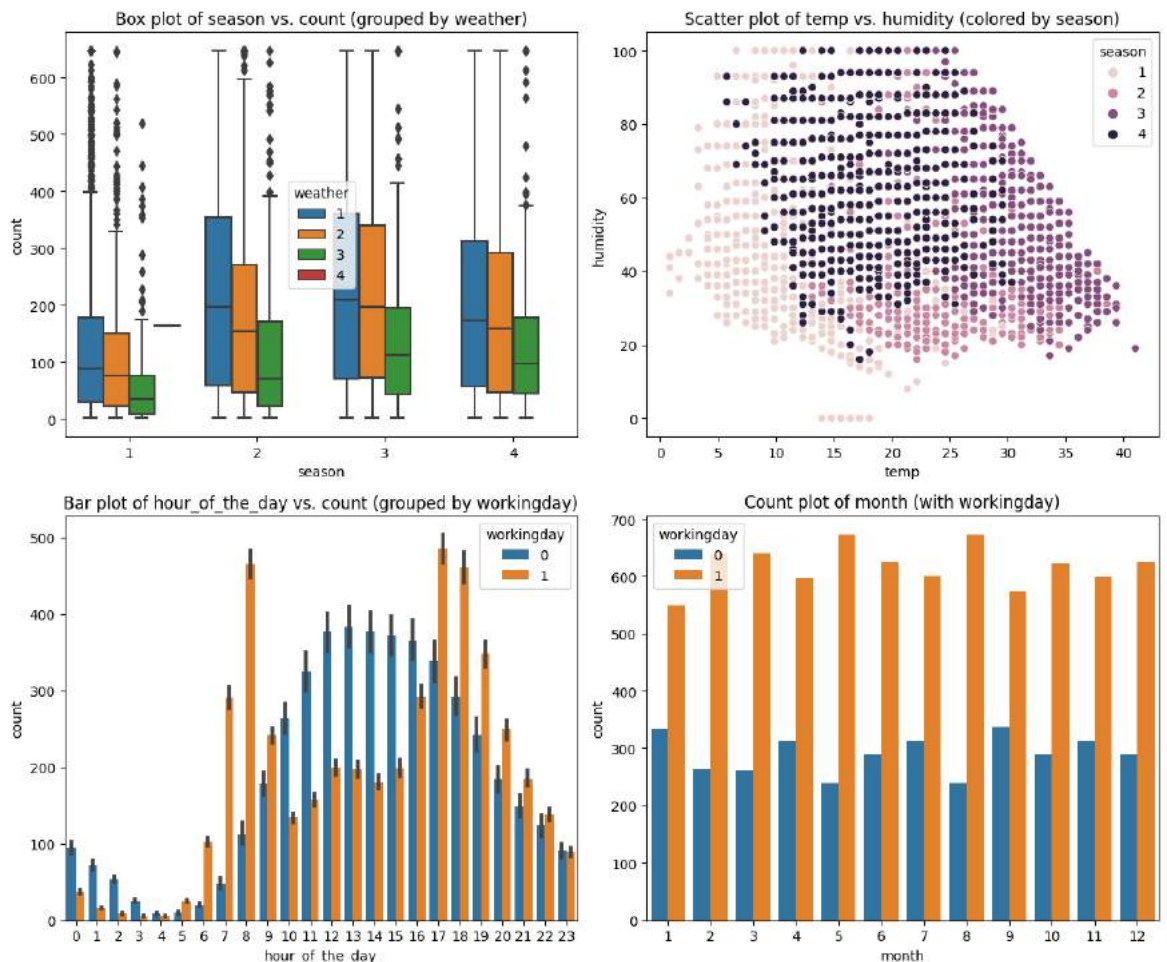 Box plot of season vs. count (grouped by weather)
600
500
400
300
200
100
0
count
weather
1
2
3
4
1 2 3 4
season
Scatter plot of temp vs. humidity (colored by season)
100
80
60
40
20
0
humidity
season
1
2
3
4
0 5 10 15 20 25 30 35 40
temp
Bar plot of hour_of_the_day vs. count (grouped by workingday)
500
400
300
200
100
0
count
workingday
0
1
0 1 2 3 4 5 6 7 8 9 10 11 12 13 14 15 16 17 18 19 20 21 22 23
hour_of_the_day
Count plot of month (with workingday)
700
600
500
400
300
200
100
0
count
workingday
0
1
1 2 3 4 5 6 7 8 9 10 11 12
month